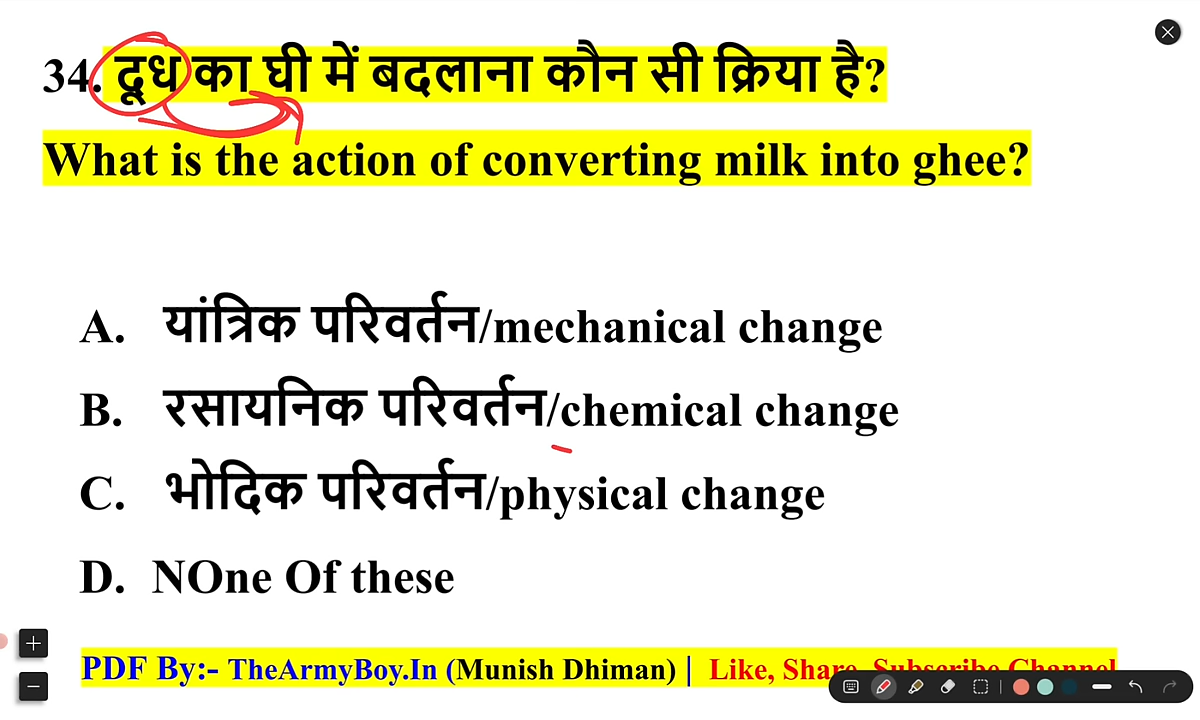 34. दूध का घी में बदलाना कौन सी क्रिया है?
What is the action of converting milk into ghee?
A. यांत्रिक परिवर्तन/mechanical change
B. रसायनिक परिवर्तन/chemical change
C. भोदिक परिवर्तन/physical change
D. NOne Of these
PDF By:- TheArmyBoy.In (Munish Dhiman) | Like, Share Subscribe Channel